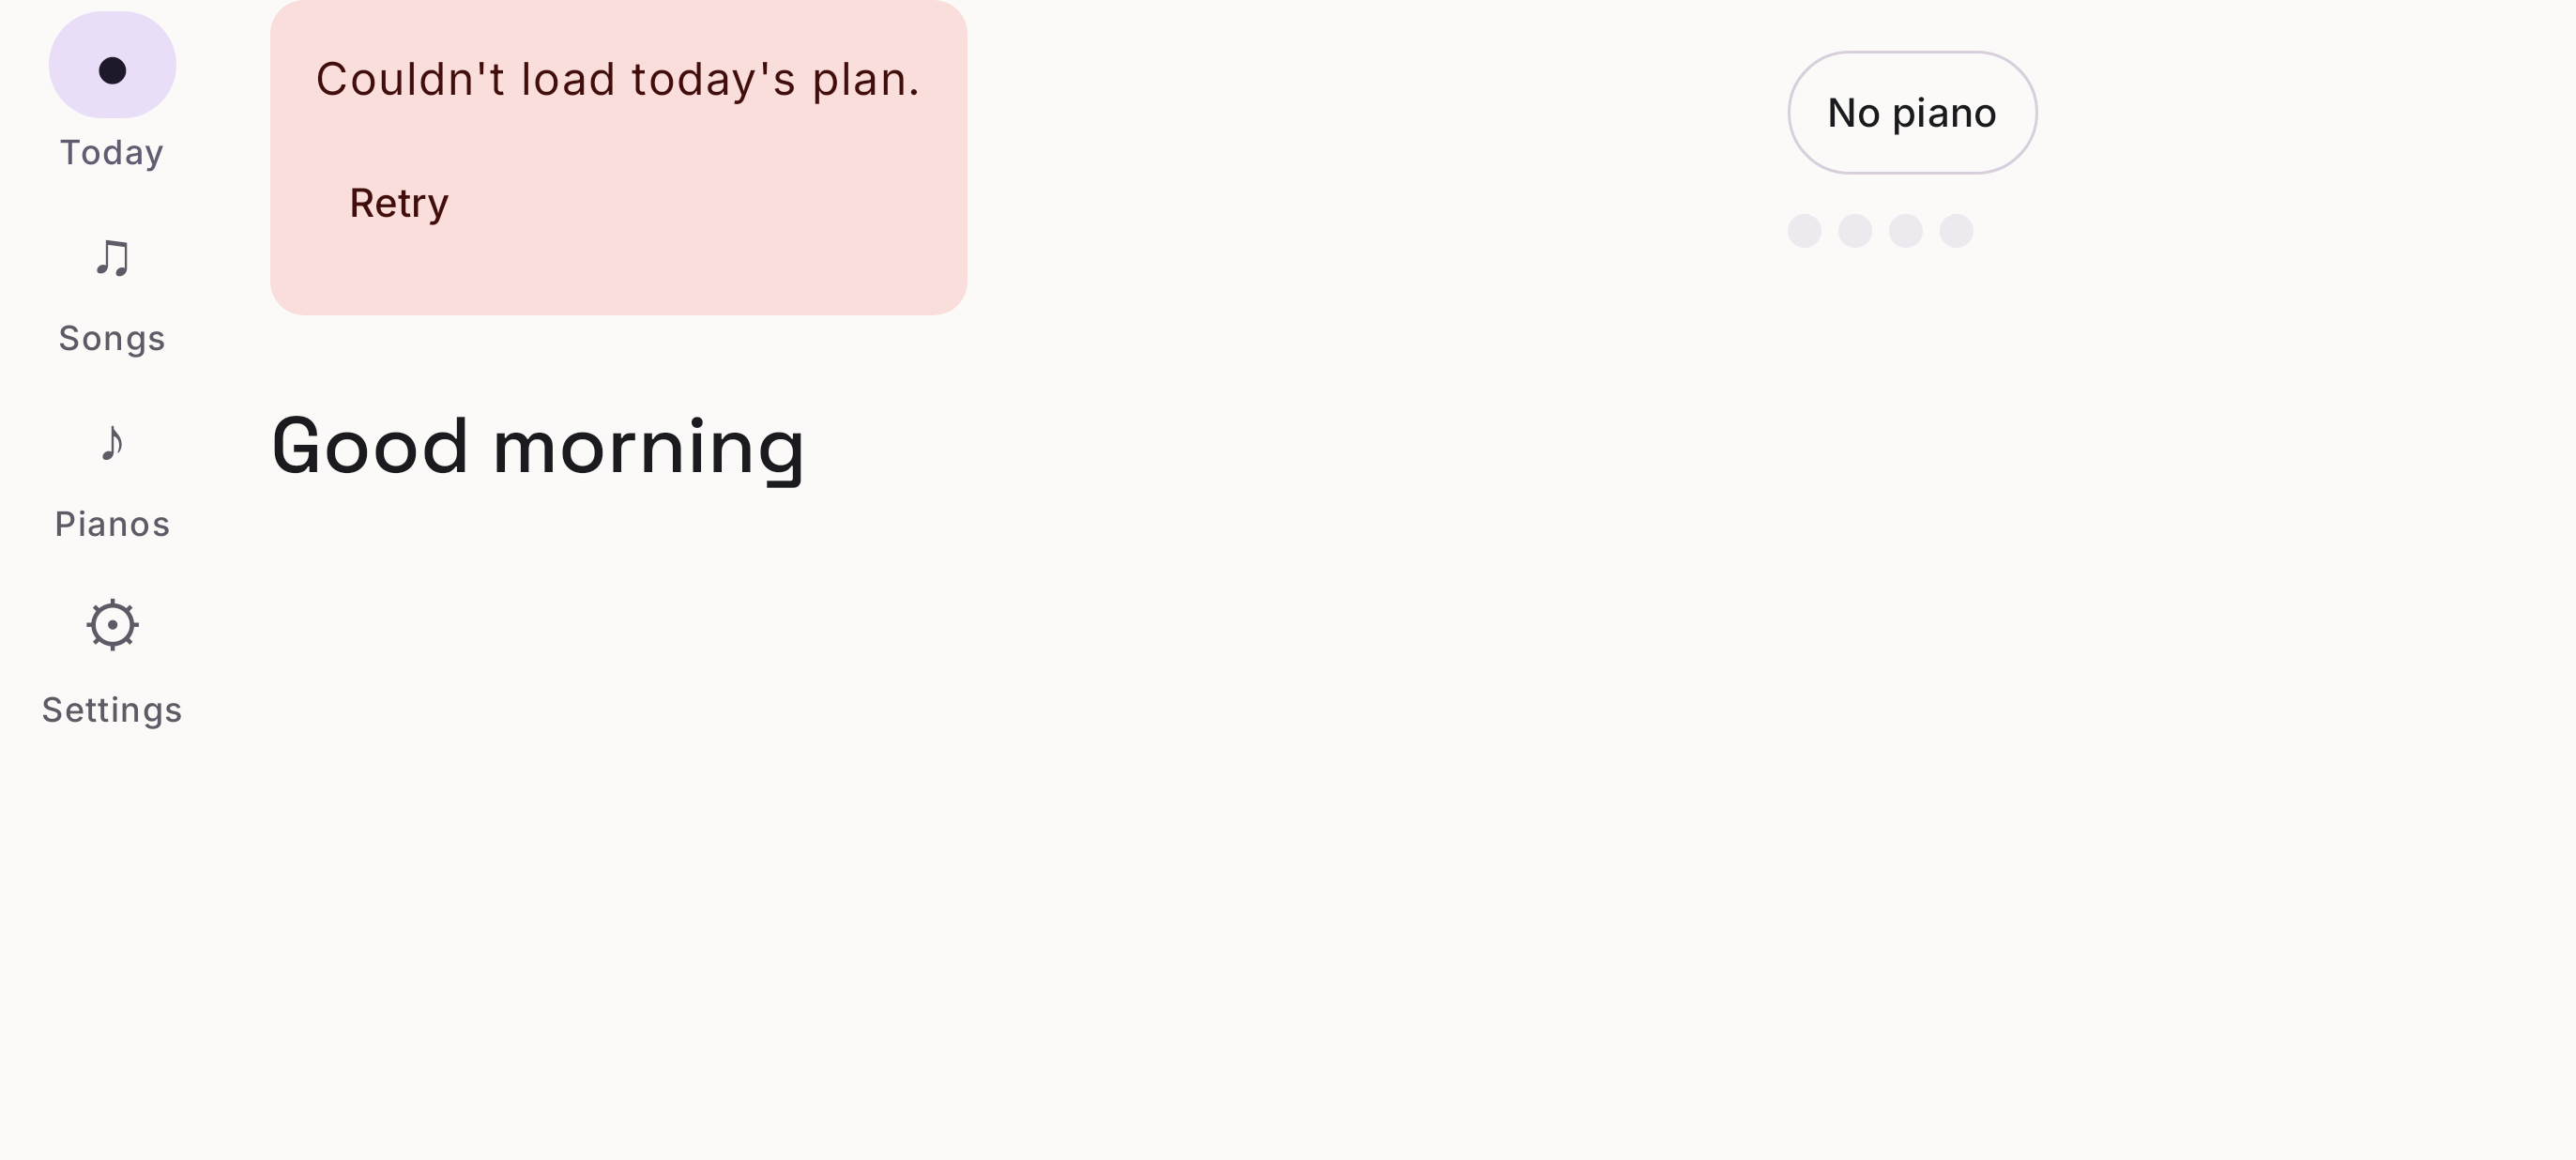 Today
Songs
Pianos
Settings
Couldn't load today's plan.
Retry
Good morning
No piano